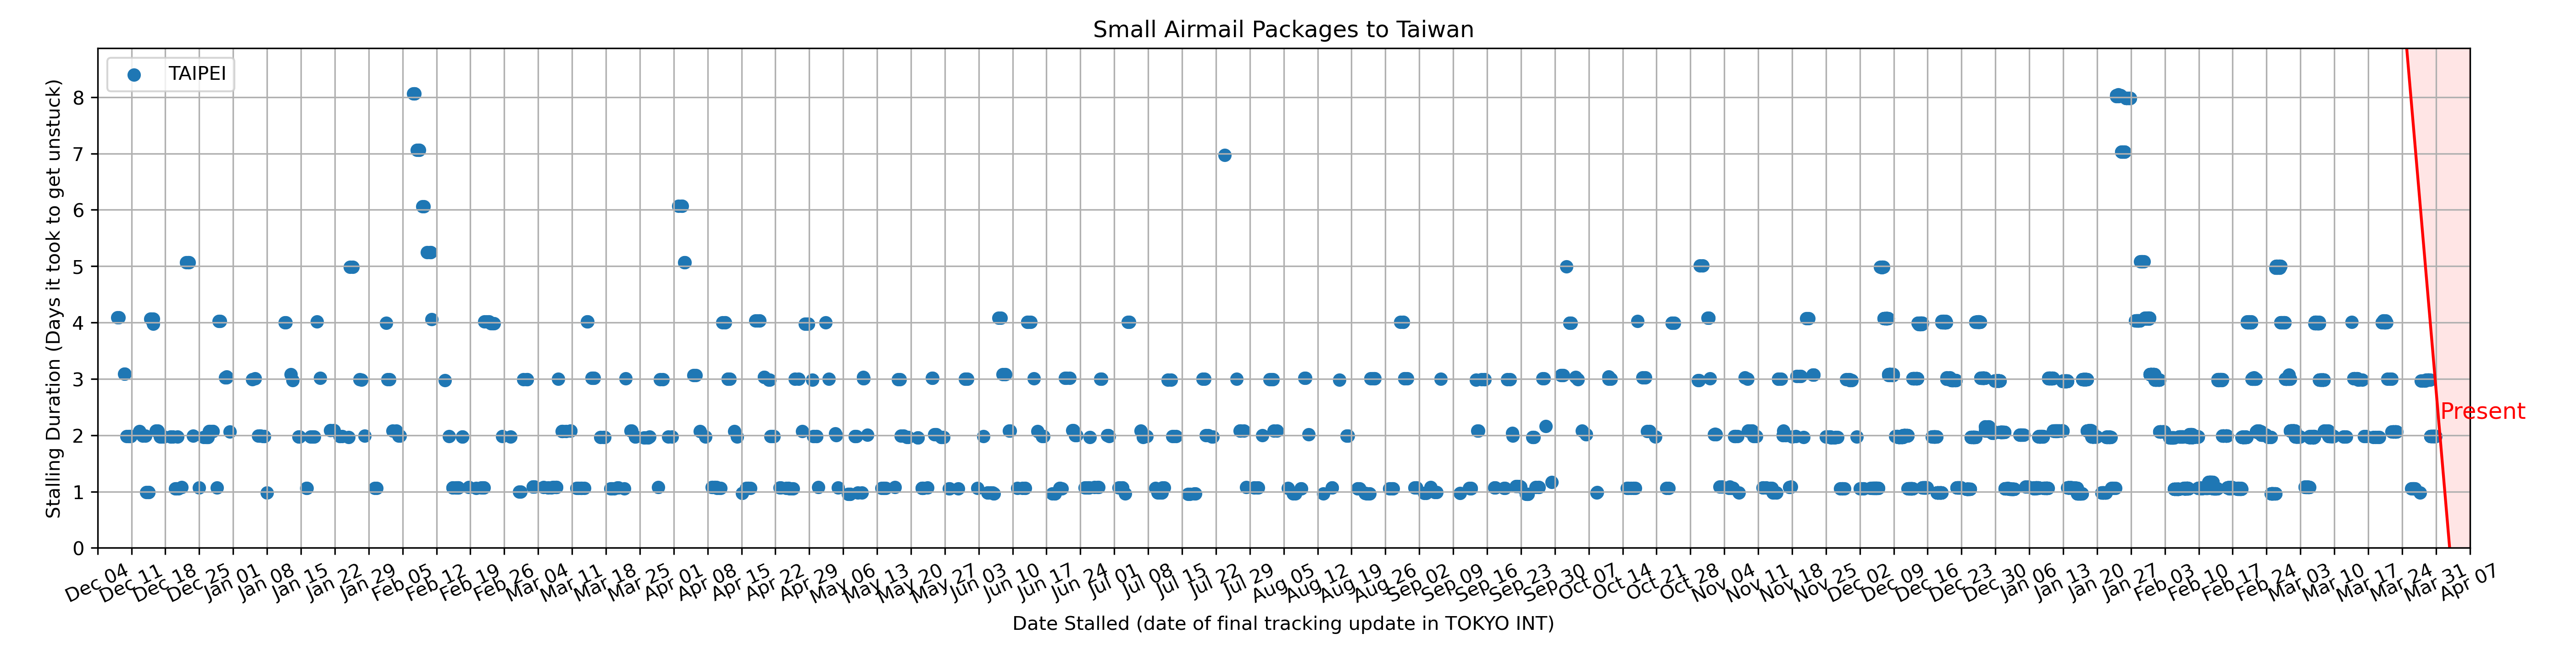 Small Airmail Packages to Taiwan
TAIPEI
Stalling Duration (Days it took to get unstuck)
8
7
6
5
4
3
2
1
0
Present
Dec 04 Dec 11 Dec 18 Dec 25 Jan 01 Jan 08 Jan 15 Jan 22 Jan 29 Feb 05 Feb 12 Feb 19 Feb 26 Mar 04 Mar 11 Mar 18 Mar 25 Apr 01 Apr 08 Apr 15 Apr 22 Apr 29 May 06 May 13 May 20 May 27 Jun 03 Jun 10 Jun 17 Jun 24 Jul 01 Jul 08 Jul 15 Jul 22 Jul 29 Aug 05 Aug 12 Aug 19 Aug 26 Sep 02 Sep 09 Sep 16 Sep 23 Sep 30 Oct 07 Oct 14 Oct 21 Oct 28 Nov 04 Nov 11 Nov 18 Nov 25 Dec 02 Dec 09 Dec 16 Dec 23 Dec 30 Jan 06 Jan 13 Jan 20 Jan 27 Feb 03 Feb 10 Feb 17 Feb 24 Mar 03 Mar 10 Mar 17 Mar 24 Mar 31 Apr 07
Date Stalled (date of final tracking update in TOKYO INT)